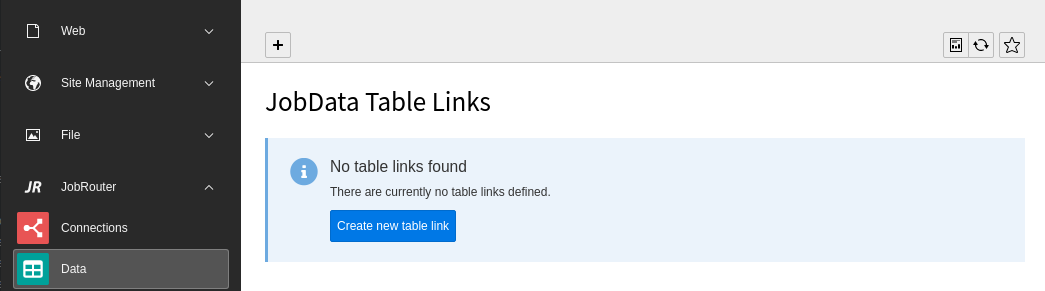 Web
Site Management
File
JR JobRouter
Connections
Data
JobData Table Links
No table links found
There are currently no table links defined.
Create new table link